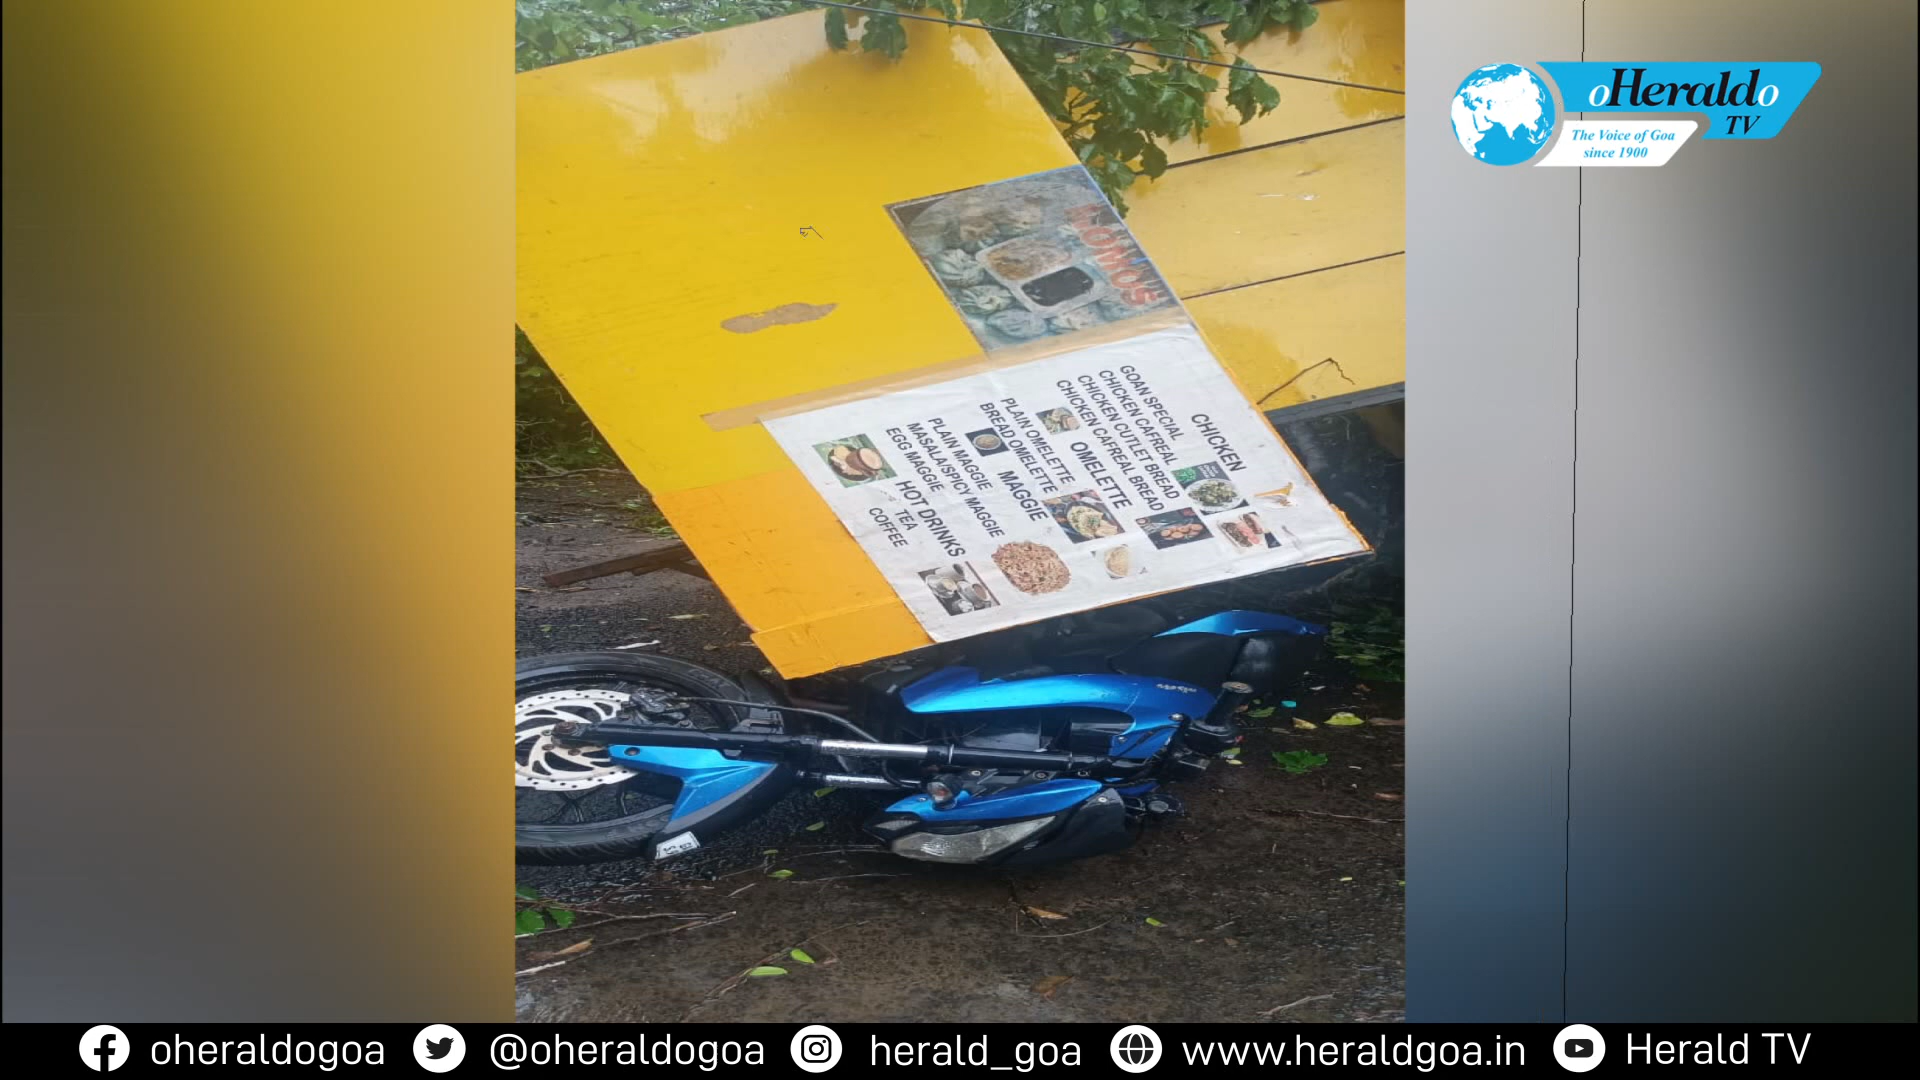 oHeraldo
TV
The Voice of Goa
since 1900
MOMOS
CHICKEN
GOAN SPECIAL
CHICKEN CAFREAL
CHICKEN CUTLET BREAD
CHICKEN CAFREAL BREAD
OMELETTE
PLAIN OMELETTE
BREAD OMELETTE
MAGGIE
PLAIN MAGGIE
MASALA/SPICY MAGGIE
EGG MAGGIE
HOT DRINKS
TEA
COFFEE
oheraldogoa
@oheraldogoa
herald_goa
www.heraldgoa.in
Herald TV